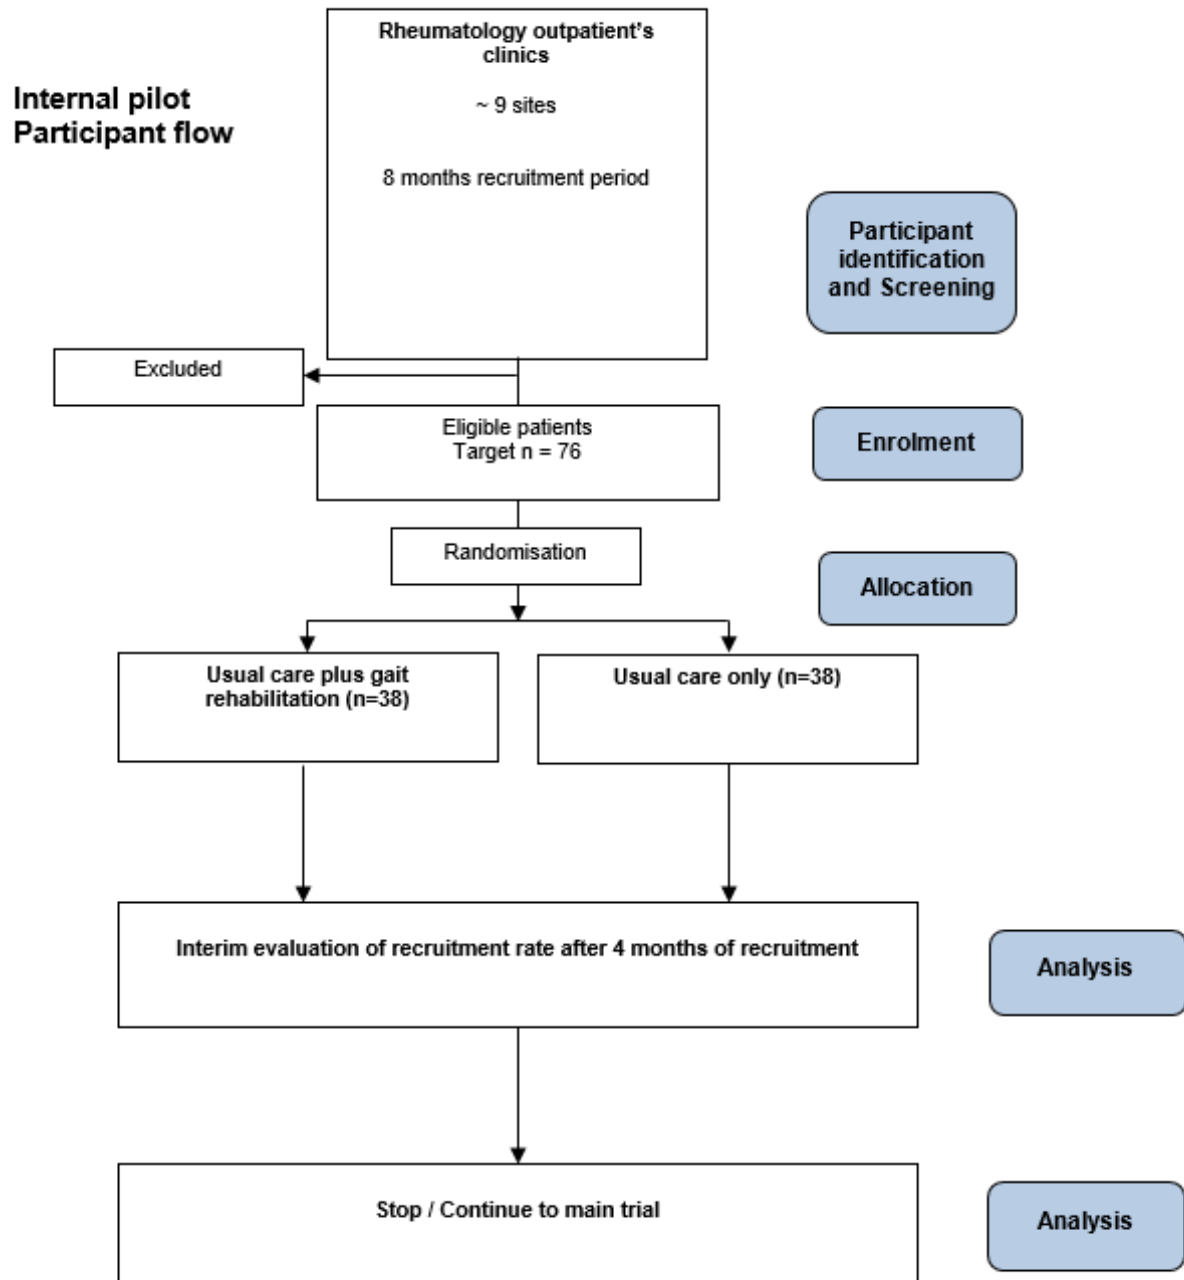 Internal pilot
Participant flow
Rheumatology outpatient's
clinics
~ 9 sites
8 months recruitment period
Participant
identification
and Screening
Excluded
Eligible patients
Target n = 76
Enrolment
Randomisation
Allocation
Usual care plus gait
rehabilitation (n=38)
Usual care only (n=38)
Interim evaluation of recruitment rate after 4 months of recruitment
Analysis
Stop / Continue to main trial
Analysis